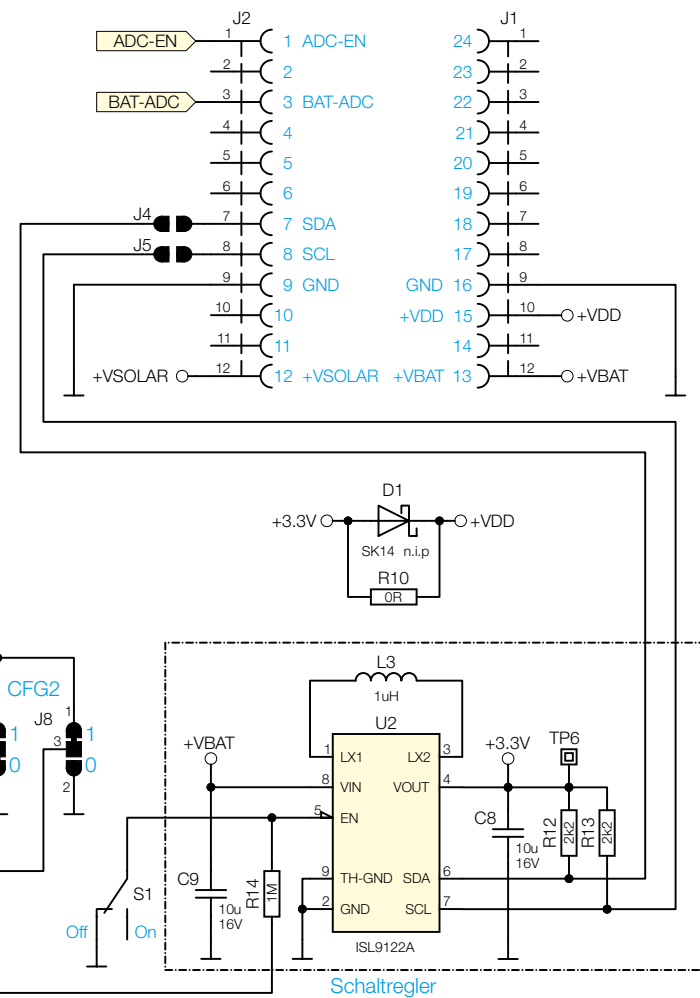 J2 J1
ADC-EN 1 1 ADC-EN 24 1
2 2 23 2
BAT-ADC 3 3 BAT-ADC 22 3
4 4 21 4
5 5 20 5
6 6 19 6
J4 7 7 SDA 18 7
J5 8 8 SCL 17 8
9 9 GND GND 16 9
10 10 +VDD 15 10 +VDD
11 11 14 11
+VSOLAR 12 12 +VSOLAR +VBAT 13 12 +VBAT
D1
+3.3V +VDD
SK14 n.i.p
R10
0R
CFG2
J8 1
1 1
3
0 0
2
L3
1uH
U2
+VBAT +3.3V TP6
1 LX1 LX2 3
8 VIN VOUT 4
5 EN
C8
10u
16V
R12 2k2
R13 2k2
9 TH-GND SDA 6
2 GND SCL 7
ISL9122A
C9
10u
16V
R14 1M
S1
Off On
Schaltregler